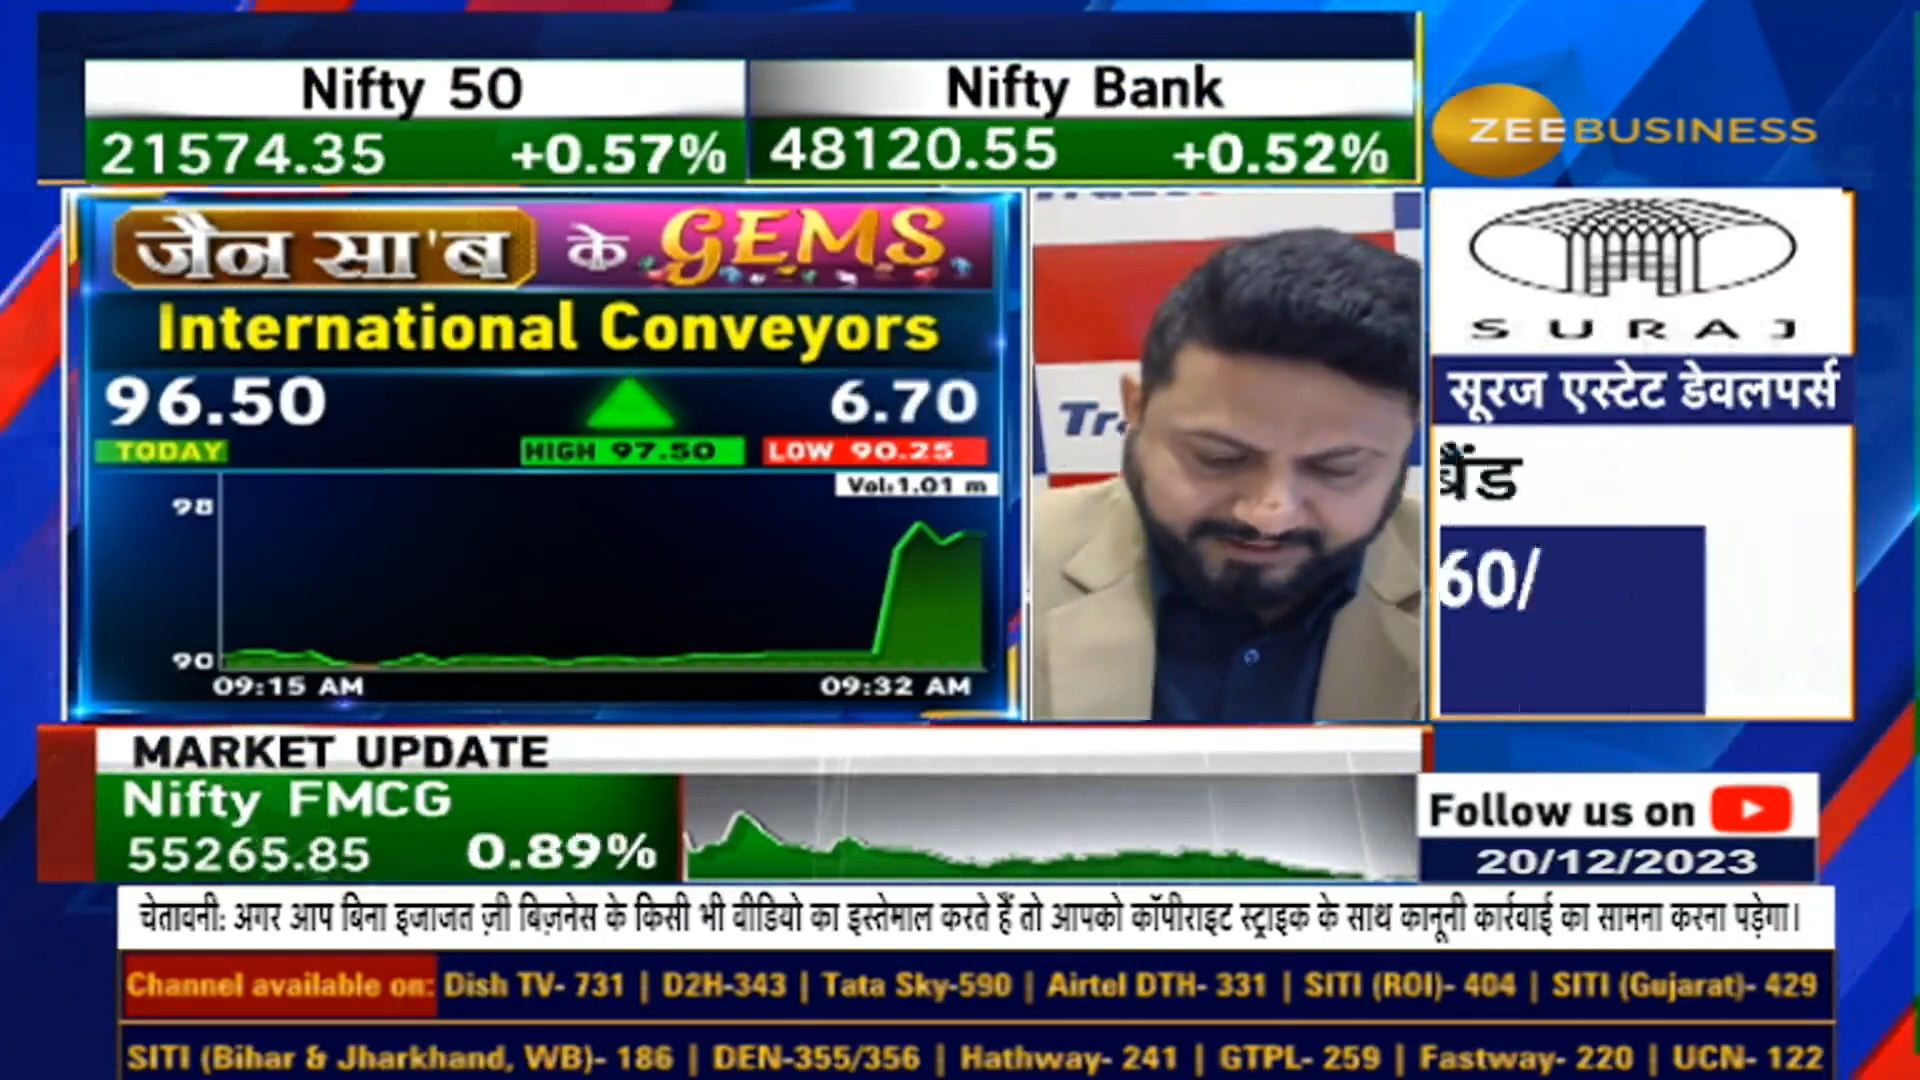 Nifty 50
21574.35 +0.57%
Nifty Bank
48120.55 +0.52%
ZEEBUSINESS
जैन सा'ब के GEMS
International Conveyors
96.50 6.70
TODAY HIGH 97.50 LOW 90.25
Vol:1.01 m
98
90
09:15 AM 09:32 AM
SURAJ
सूरज एस्टेट डेवलपर्स
बैंड
60/
MARKET UPDATE
Nifty FMCG
55265.85 0.89%
Follow us on
20/12/2023
चेतावनी: अगर आप बिना इजाजत ज़ी बिज़नेस के किसी भी वीडियो का इस्तेमाल करते हैं तो आपको कॉपीराइट स्ट्राइक के साथ कानूनी कार्रवाई का सामना करना पड़ेगा।
Channel available on: Dish TV- 731 | D2H-343 | Tata Sky-590 | Airtel DTH- 331 | SITI (ROI)- 404 | SITI (Gujarat)- 429
SITI (Bihar & Jharkhand, WB)- 186 | DEN-355/356 | Hathway- 241 | GTPL- 259 | Fastway- 220 | UCN- 122